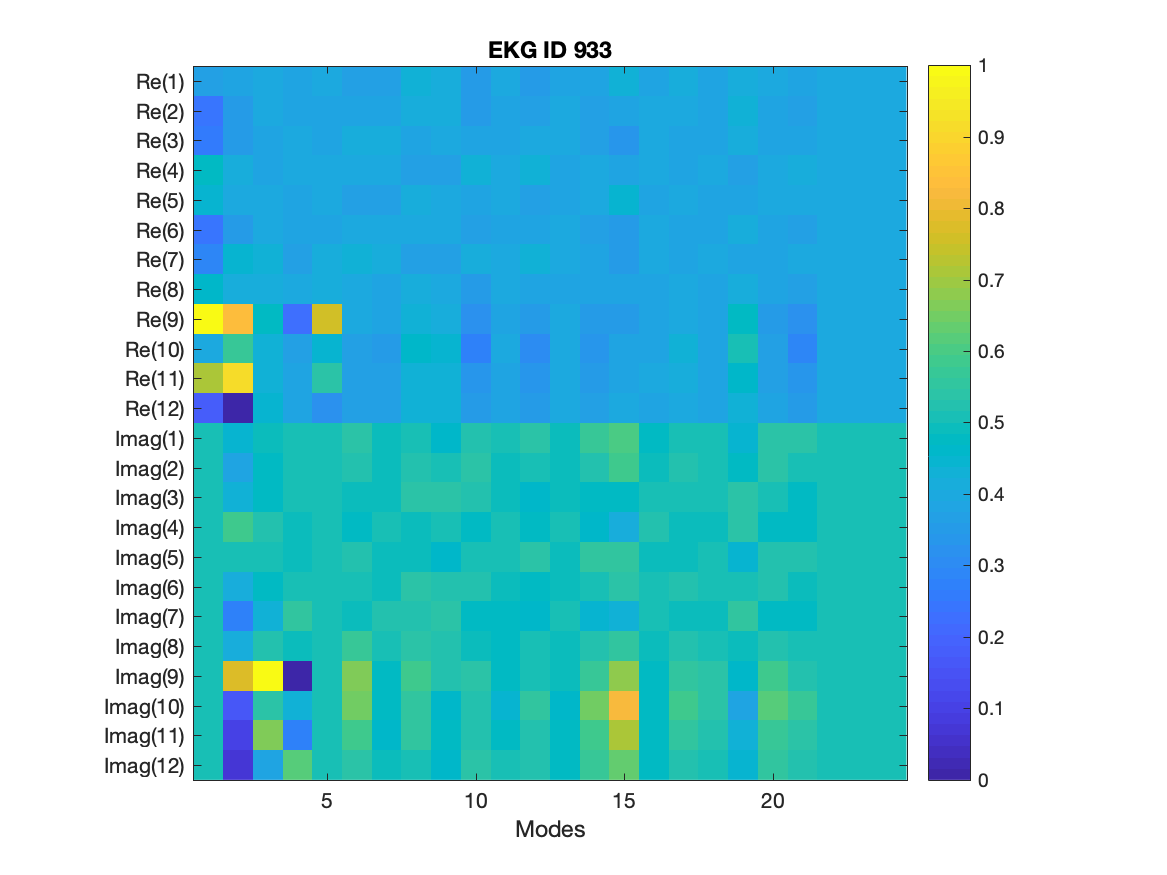 EKG ID 933
Re(1)
Re(2)
Re(3)
Re(4)
Re(5)
Re(6)
Re(7)
Re(8)
Re(9)
Re(10)
Re(11)
Re(12)
Imag(1)
Imag(2)
Imag(3)
Imag(4)
Imag(5)
Imag(6)
Imag(7)
Imag(8)
Imag(9)
Imag(10)
Imag(11)
Imag(12)
5 10 15 20
Modes
1
0.9
0.8
0.7
0.6
0.5
0.4
0.3
0.2
0.1
0